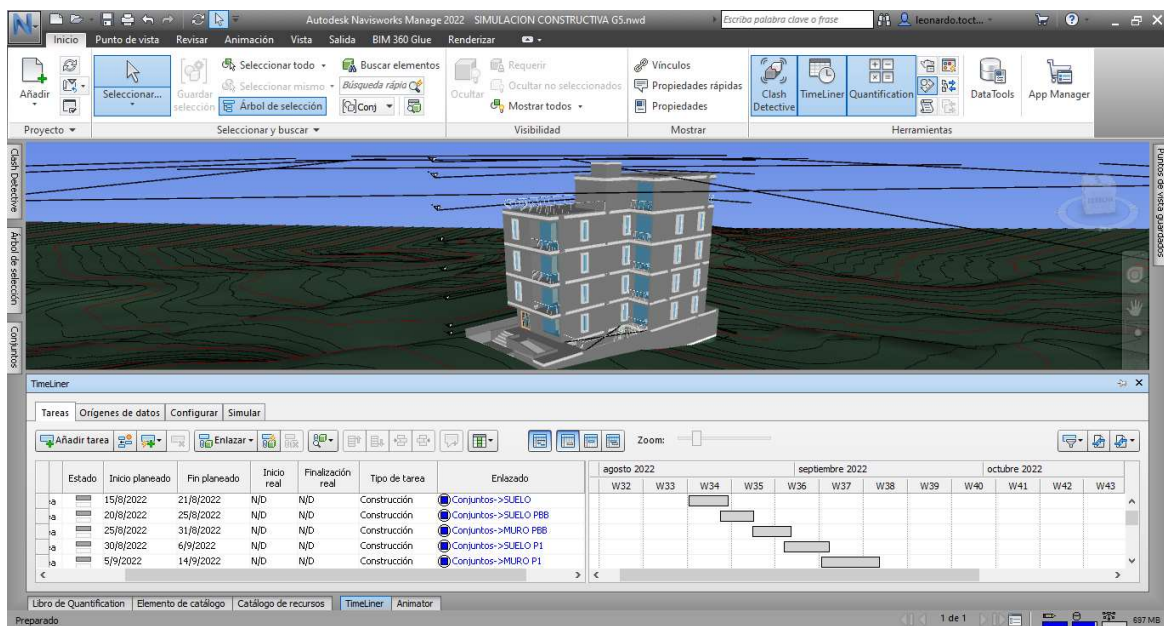 Autodesk Navisworks Manage 2022 SIMULACION CONSTRUCTIVA G5.nwd
Escriba palabra clave o frase
leonardo.toct...
Inicio Punto de vista Revisar Animación Vista Salida BIM 360 Glue Renderizar
Añadir
Seleccionar...
Guardar selección
Seleccionar todo
Seleccionar mismo
Árbol de selección
Buscar elementos
Búsqueda rápid
Conj
Ocultar
Requerir
Ocultar no seleccionados
Mostrar todos
Vínculos
Propiedades rápidas
Propiedades
Clash Detective
TimeLiner
Quantification
DataTools
App Manager
Proyecto Seleccionar y buscar Visibilidad Mostrar Herramientas
Clash Detective
Árbol de selección
Conjuntos
Puntos de vista guardados
TimeLiner
Tareas Orígenes de datos Configurar Simular
Añadir tarea Enlazar Zoom:
Estado Inicio planeado Fin planeado Inicio real Finalización real Tipo de tarea Enlazado
agosto 2022 septiembre 2022 octubre 2022
W32 W33 W34 W35 W36 W37 W38 W39 W40 W41 W42 W43
15/8/2022 21/8/2022 N/D N/D Construcción Conjuntos->SUELO
20/8/2022 25/8/2022 N/D N/D Construcción Conjuntos->SUELO PBB
25/8/2022 31/8/2022 N/D N/D Construcción Conjuntos->MURO PBB
30/8/2022 6/9/2022 N/D N/D Construcción Conjuntos->SUELO P1
5/9/2022 14/9/2022 N/D N/D Construcción Conjuntos->MURO P1
Libro de Quantification Elemento de catálogo Catálogo de recursos TimeLiner Animator
Preparado
1 de 1
697 MB